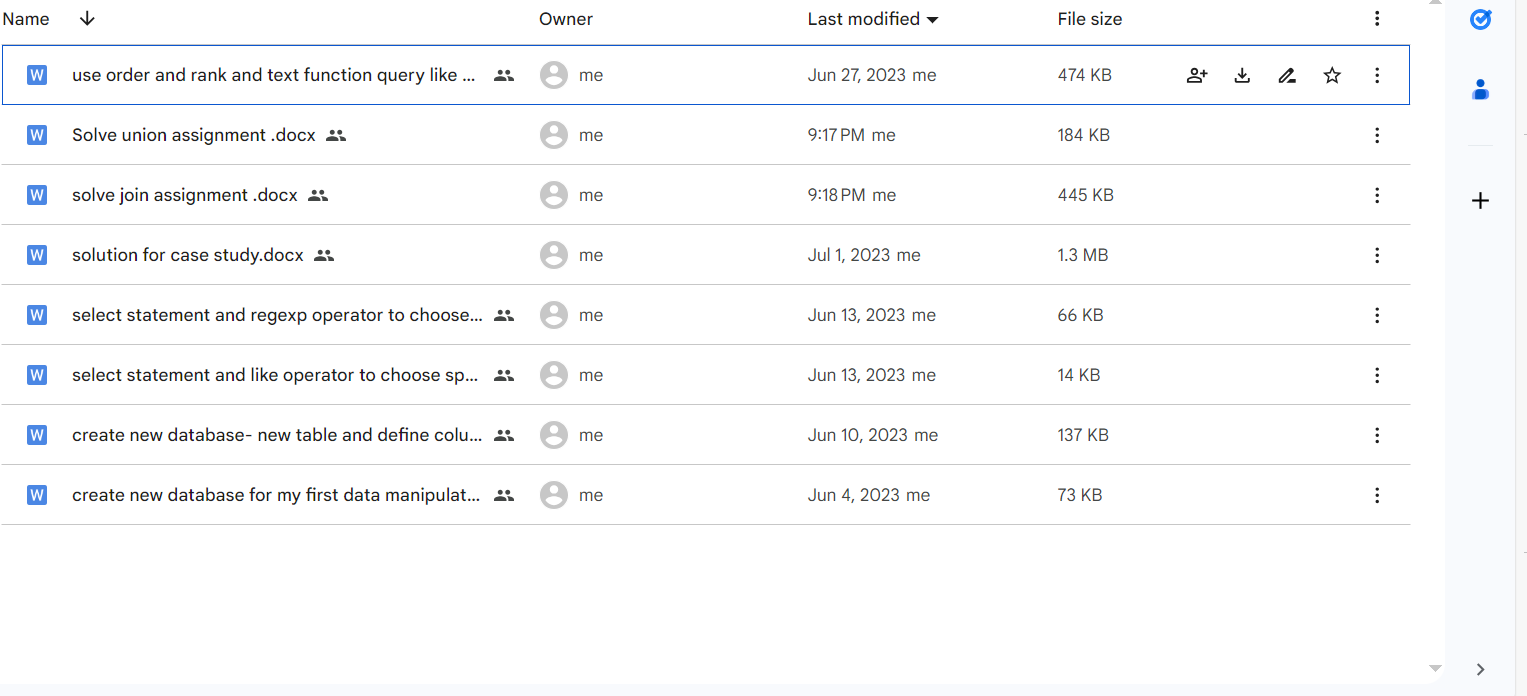 Name Owner Last modified File size
W use order and rank and text function query like ... me Jun 27, 2023 me 474 KB
W Solve union assignment .docx me 9:17 PM me 184 KB
W solve join assignment .docx me 9:18 PM me 445 KB
W solution for case study.docx me Jul 1, 2023 me 1.3 MB
W select statement and regexp operator to choose... me Jun 13, 2023 me 66 KB
W select statement and like operator to choose sp... me Jun 13, 2023 me 14 KB
W create new database- new table and define colu... me Jun 10, 2023 me 137 KB
W create new database for my first data manipulat... me Jun 4, 2023 me 73 KB